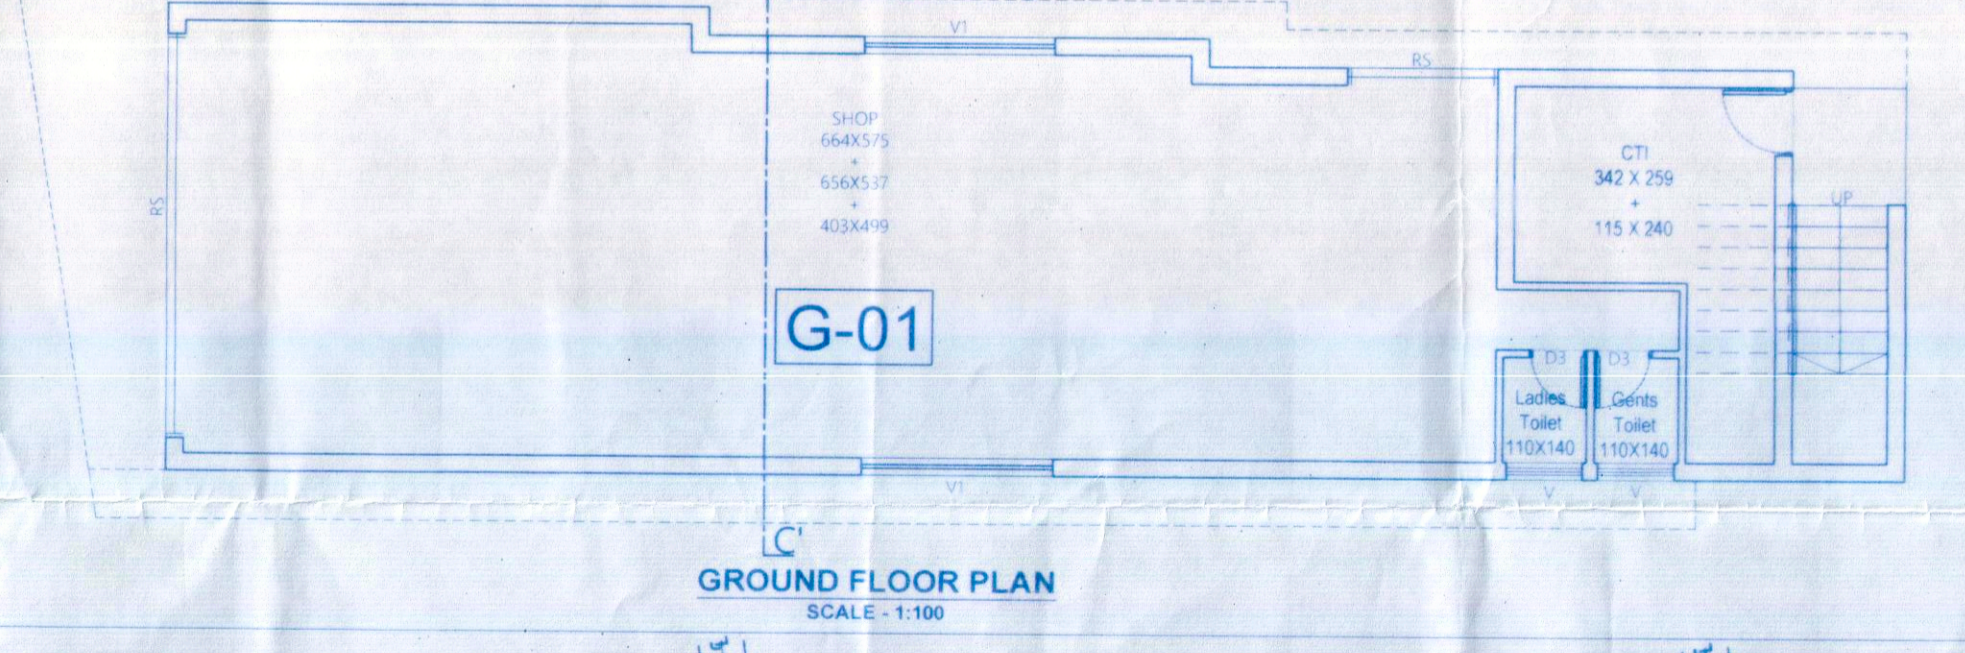 V1
RS
SHOP
664X575
+
656X537
+
403X499
CTI
342 X 259
+
115 X 240
UP
RS
G-01
D3
D3
Ladies
Toilet
110X140
Gents
Toilet
110X140
V1
V
V
C'
GROUND FLOOR PLAN
SCALE - 1:100